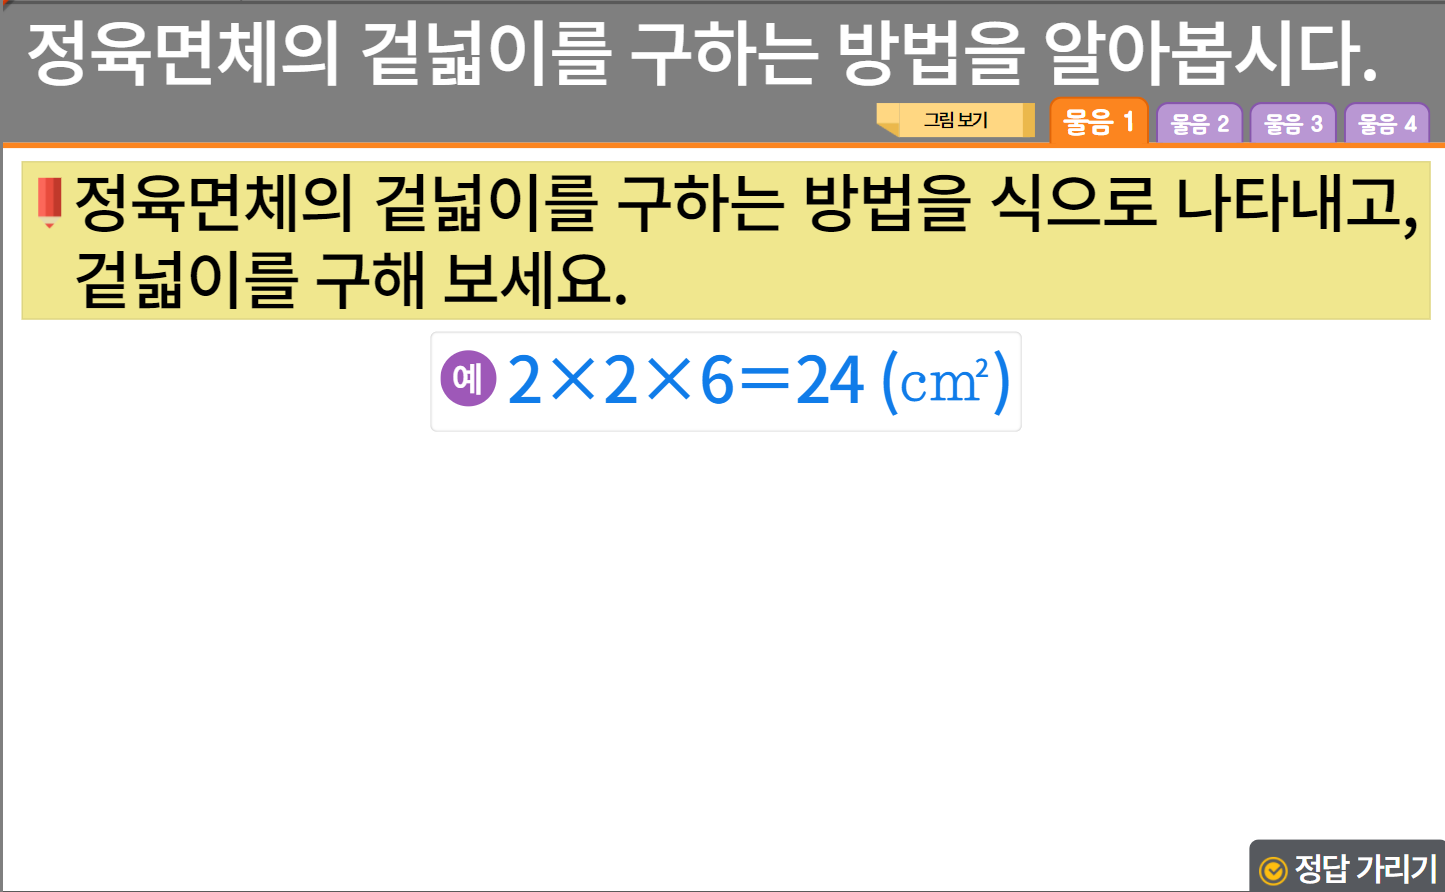 정육면체의 겉넓이를 구하는 방법을 알아봅시다.
그림 보기
물음 1 물음 2 물음 3 물음 4
정육면체의 겉넓이를 구하는 방법을 식으로 나타내고,
겉넓이를 구해 보세요.
예 2×2×6=24 (cm²)
정답 가리기